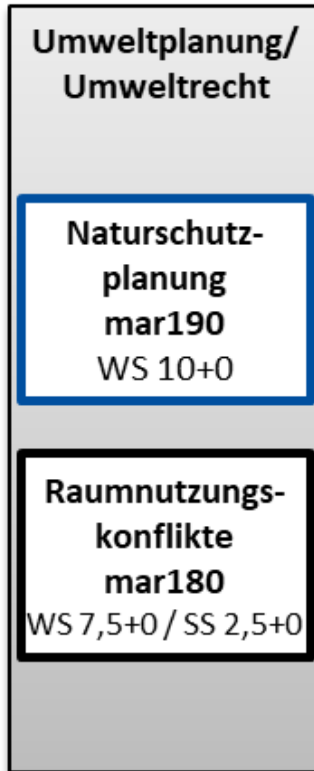 Umweltplanung/
Umweltrecht
Naturschutz-
planung
mar190
WS 10+0
Raumnutzungs-
konflikte
mar180
WS 7,5+0 / SS 2,5+0